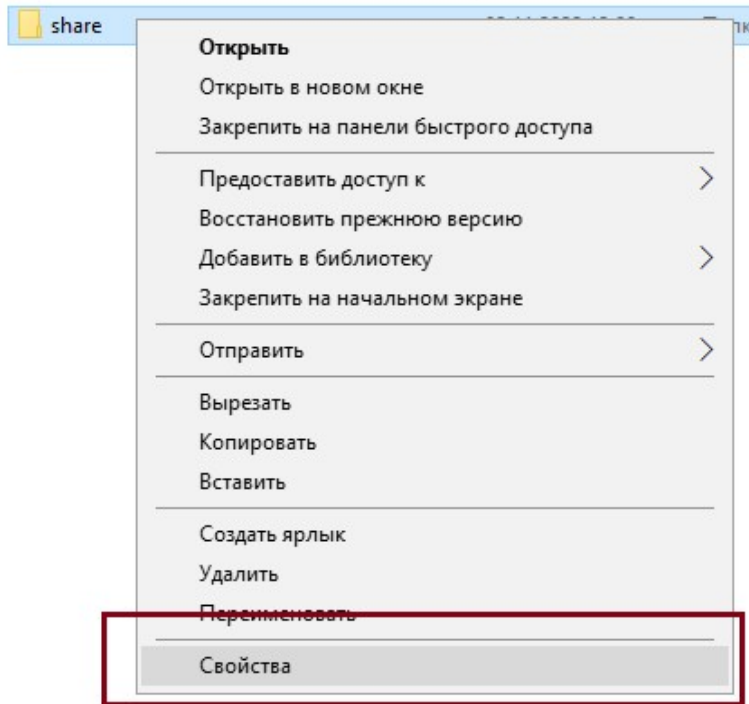 share
Открыть
Открыть в новом окне
Закрепить на панели быстрого доступа
Предоставить доступ к
Восстановить прежнюю версию
Добавить в библиотеку
Закрепить на начальном экране
Отправить
Вырезать
Копировать
Вставить
Создать ярлык
Удалить
Переименовать
Свойства